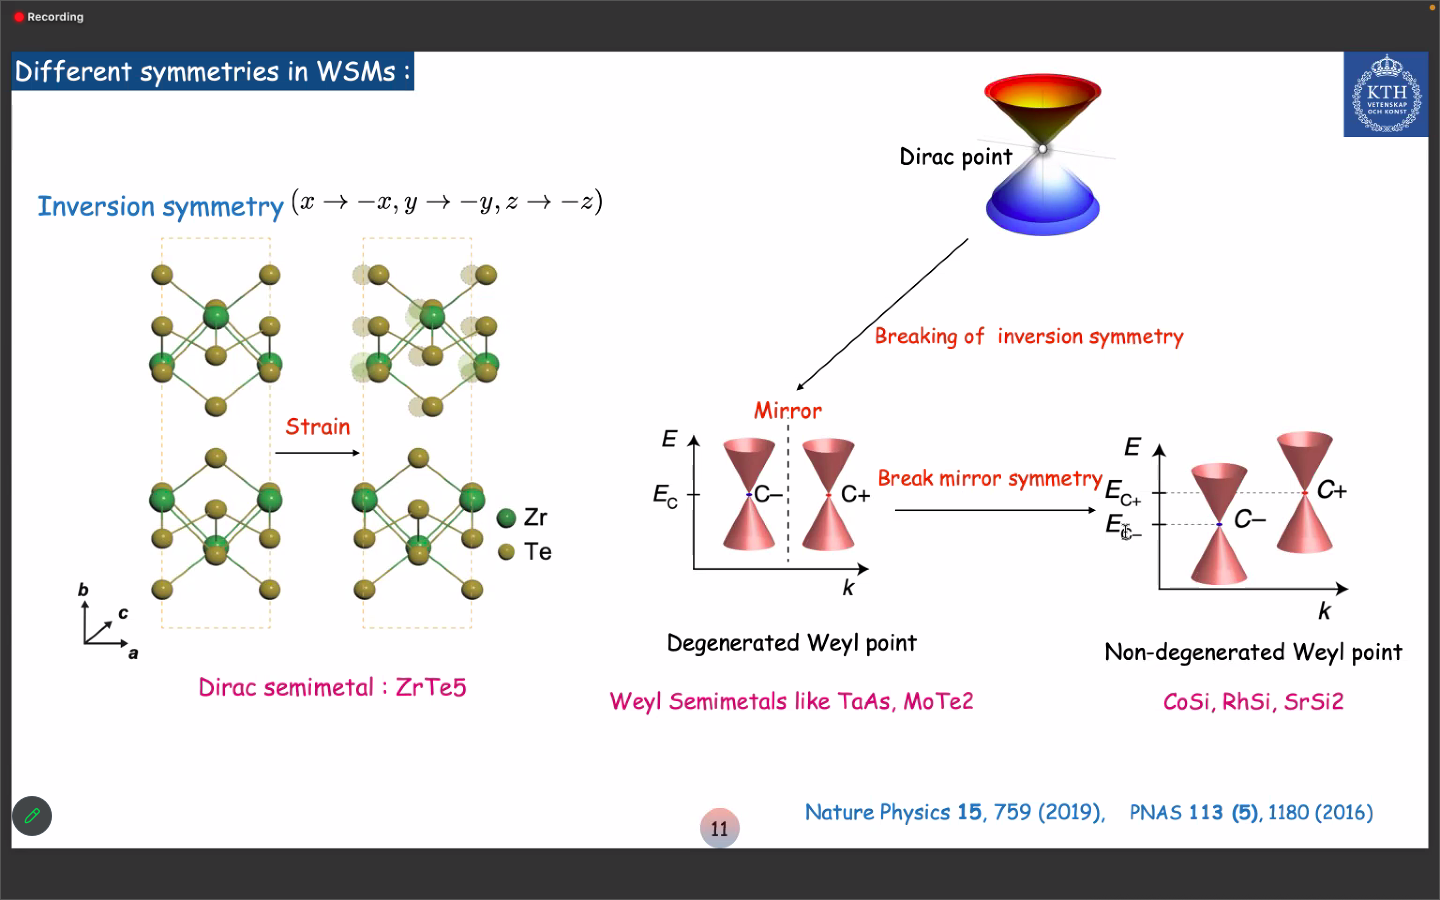 Recording
Different symmetries in WSMs :
KTH
VETENSKAP
OCH KONST
Dirac point
Inversion symmetry (x → −x, y → −y, z → −z)
Breaking of inversion symmetry
Strain
Mirror
E
E_C
C−
C+
k
Break mirror symmetry
E
E_C+
E_C−
C+
C−
k
Zr
Te
b
c
a
Degenerated Weyl point
Non-degenerated Weyl point
Dirac semimetal : ZrTe5
Weyl Semimetals like TaAs, MoTe2
CoSi, RhSi, SrSi2
Nature Physics 15, 759 (2019), PNAS 113 (5), 1180 (2016)
11